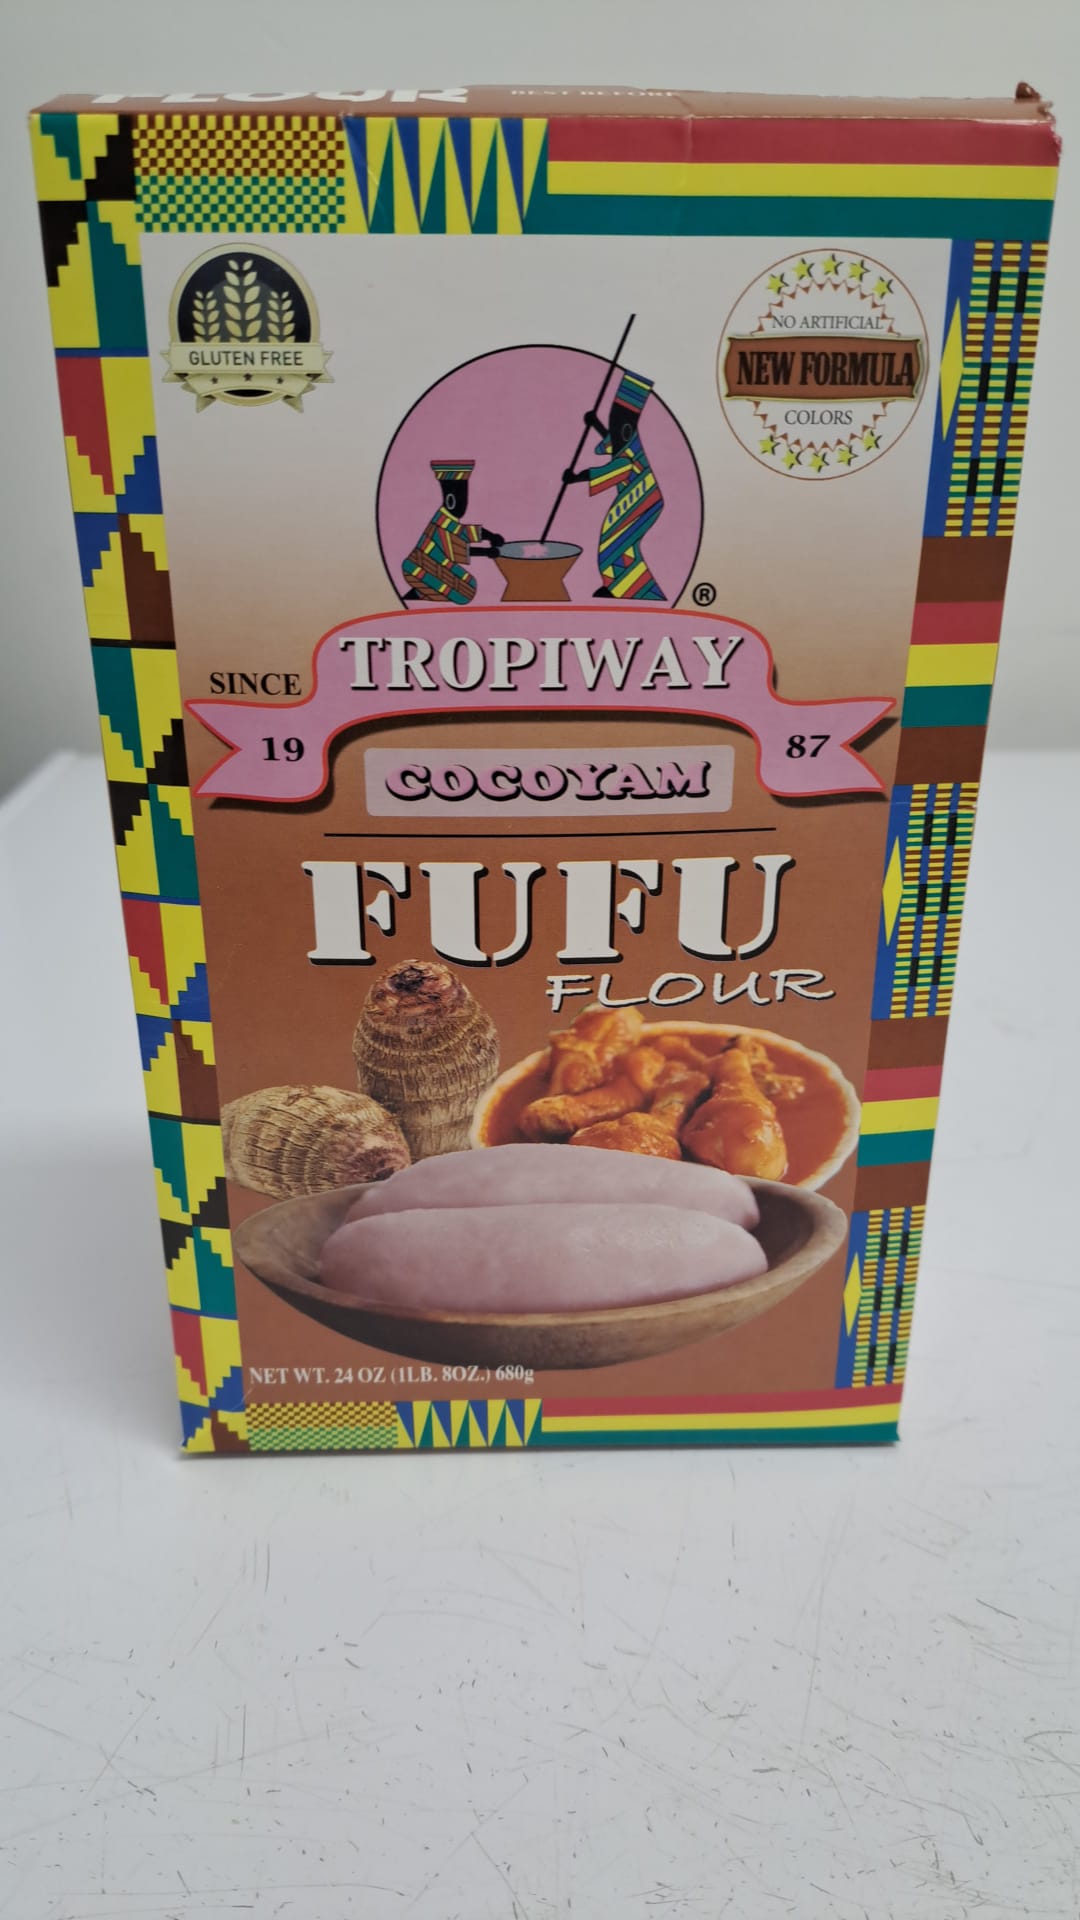 FLOUR BEST BEFORE
GLUTEN FREE
NO ARTIFICIAL
NEW FORMULA
COLORS
®
TROPIWAY
SINCE
19 87
COCOYAM
FUFU
FLOUR
NET WT. 24 OZ (1LB. 8OZ.) 680g